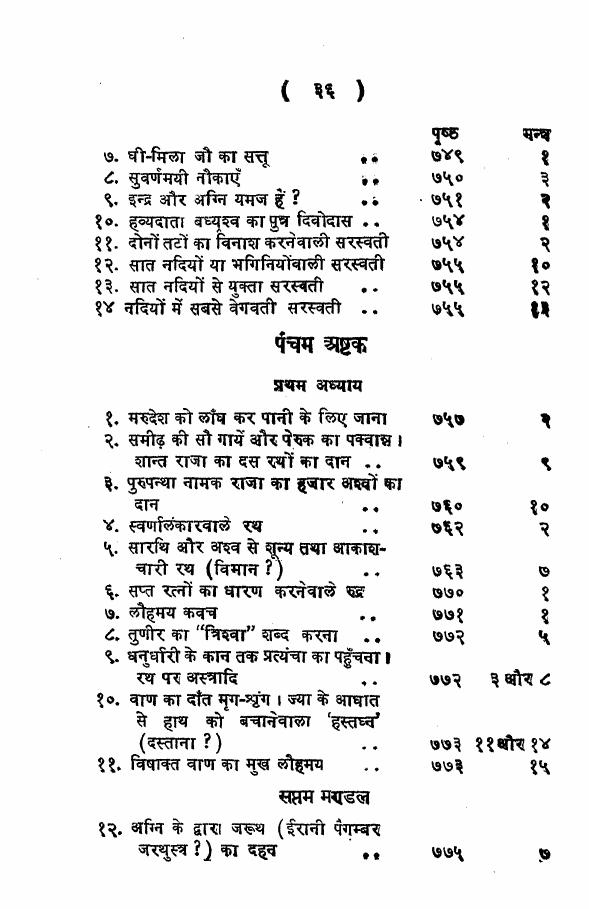 ( ३६ )
पृष्ठ मन्त्र
७. घी-मिला जौ का सत्तू .. ७४९ १
८. सुवर्णमयी नौकाएँ .. ७५० ३
९. इन्द्र और अग्नि यमज हैं ? .. ७५१ २
१०. हव्यदाता बध्यृश्व का पुत्र दिवोदास .. ७५४ १
११. दोनों तटों का विनाश करनेवाली सरस्वती ७५४ २
१२. सात नदियों या भगिनियोंवाली सरस्वती ७५५ १०
१३. सात नदियों से युक्ता सरस्वती .. ७५५ १२
१४ नदियों में सबसे वेगवती सरस्वती .. ७५५ १३
पंचम अष्टक
प्रथम अध्याय
१. मरुदेश को लाँघ कर पानी के लिए जाना ७५७ २
२. समीढ़ की सौ गायें और पेरुक का पक्वान्न ।
शान्त राजा का दस रथों का दान .. ७५९ ९
३. पुरुपन्था नामक राजा का हजार अश्वों का
दान .. ७६० १०
४. स्वर्णालंकारवाले रथ .. ७६२ २
५. सारथि और अश्व से शून्य तथा आकाश-
चारी रथ (विमान ?) .. ७६३ ७
६. सप्त रत्नों का धारण करनेवाले रुद्र ७७० १
७. लौहमय कवच .. ७७१ १
८. तुणीर का “त्रिश्वा” शब्द करना .. ७७२ ५
९. धनुर्धारी के कान तक प्रत्यंचा का पहुँचना ।
रथ पर अस्त्रादि .. ७७२ ३ और ८
१०. वाण का दाँत मृग-शृंग । ज्या के आघात
से हाथ को बचानेवाला ‘हस्तघ्न’
(दस्ताना ?) .. ७७३ ११और १४
११. विषाक्त वाण का मुख लौहमय .. ७७३ १५
सप्तम मण्डल
१२. अग्नि के द्वारा जरूथ (ईरानी पैगम्बर
जरथुस्त्र ?) का दहन .. ७७५ ७